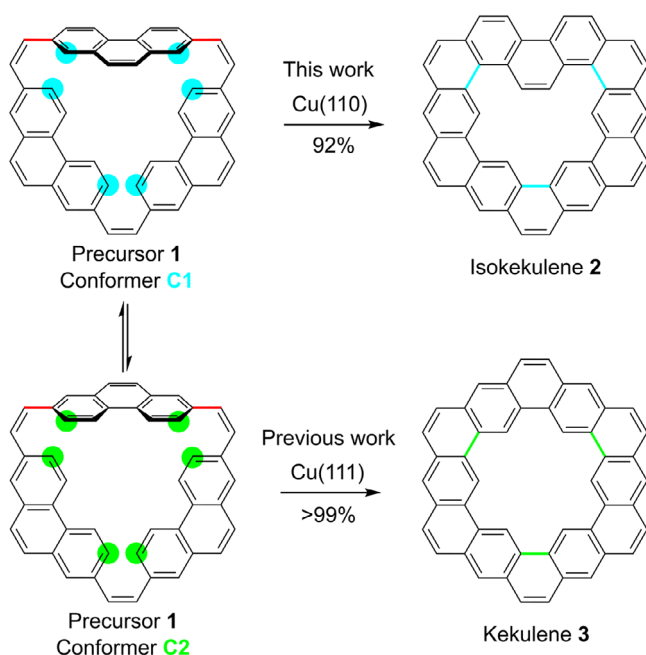 This work
Cu(110)
92%
Precursor 1
Conformer C1
Isokekulene 2
Previous work
Cu(111)
>99%
Precursor 1
Conformer C2
Kekulene 3